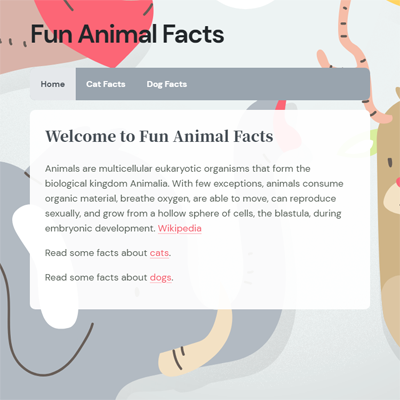 Fun Animal Facts
Home Cat Facts Dog Facts
Welcome to Fun Animal Facts
Animals are multicellular eukaryotic organisms that form the
biological kingdom Animalia. With few exceptions, animals consume
organic material, breathe oxygen, are able to move, can reproduce
sexually, and grow from a hollow sphere of cells, the blastula, during
embryonic development. Wikipedia
Read some facts about cats.
Read some facts about dogs.